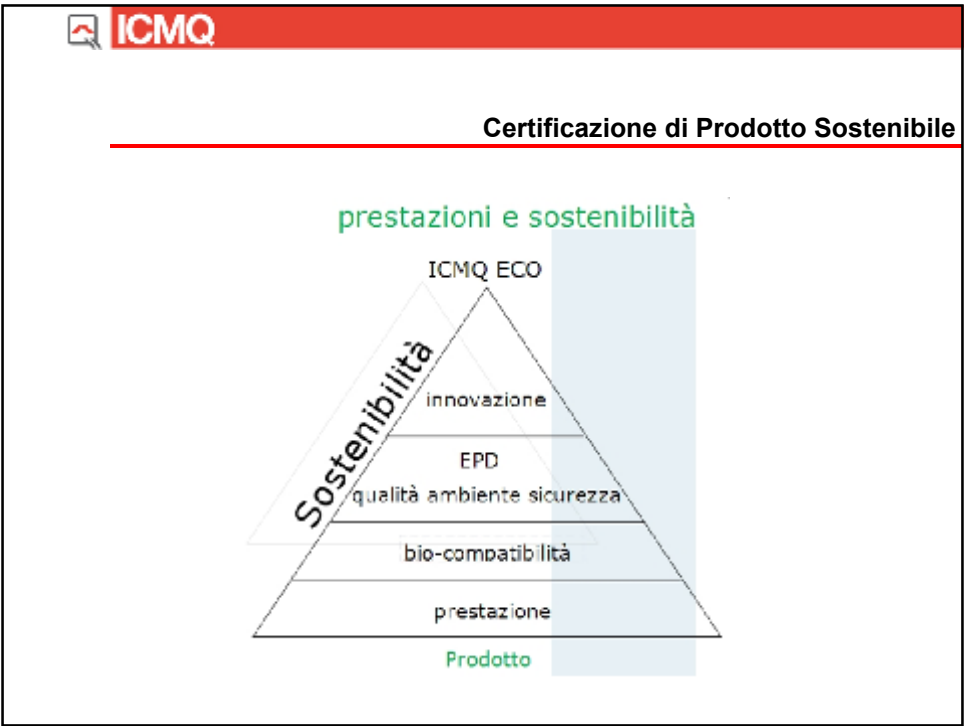 ICMQ
Certificazione di Prodotto Sostenibile
prestazioni e sostenibilità
ICMQ ECO
Sostenibilità
innovazione
EPD
qualità ambiente sicurezza
bio-compatibilità
prestazione
Prodotto